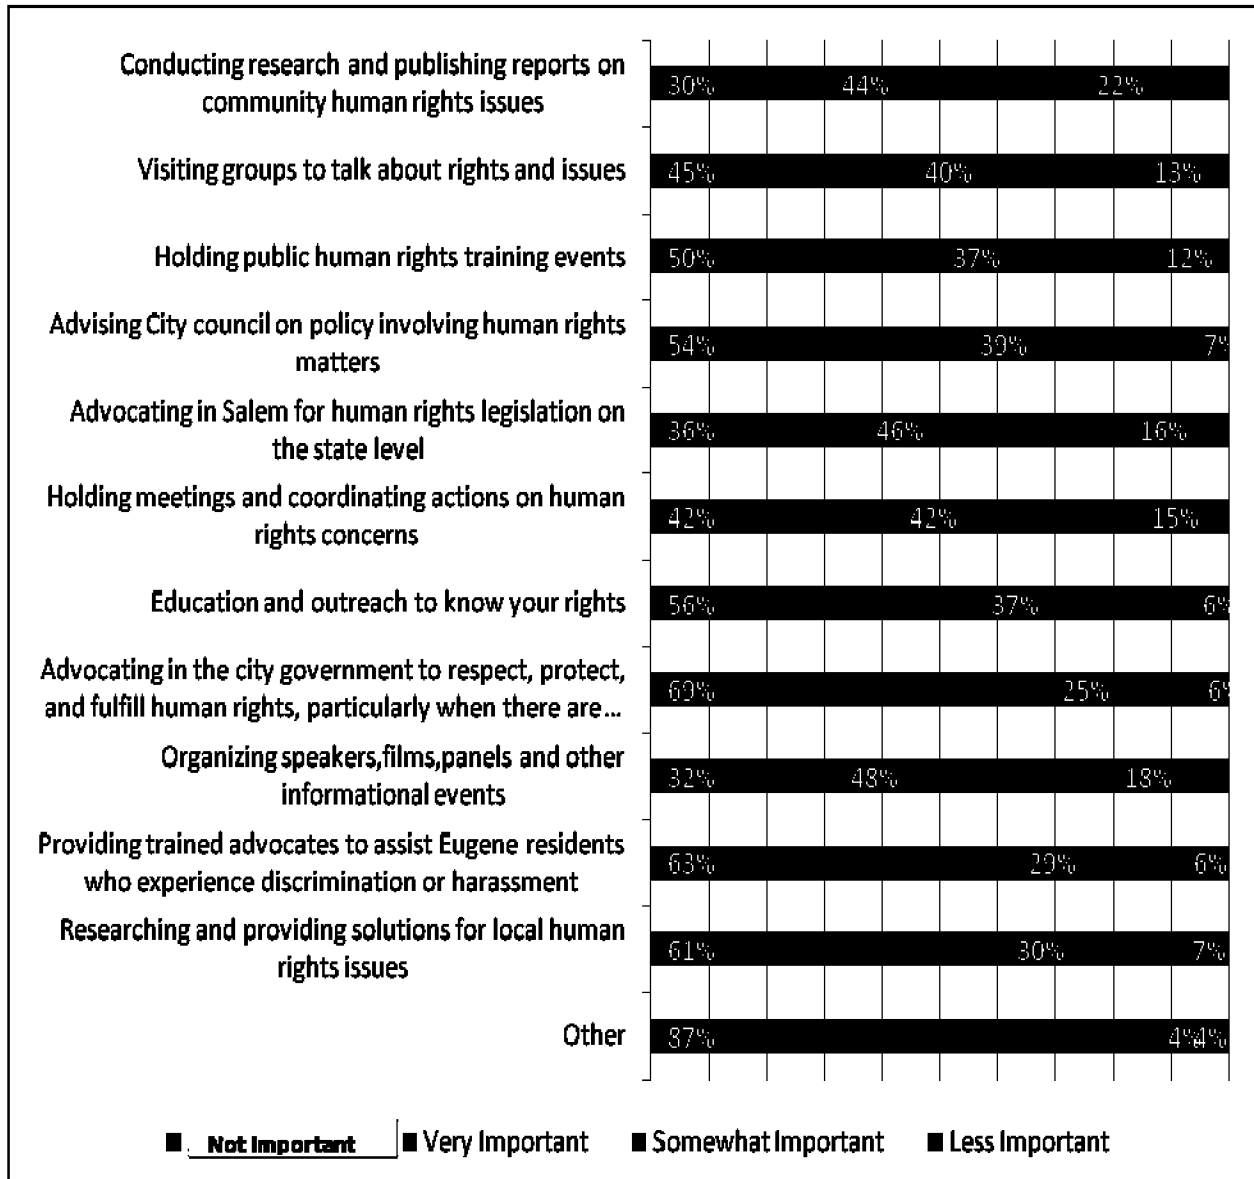 Conducting research and publishing reports on
community human rights issues
30% 44% 22%
Visiting groups to talk about rights and issues
45% 40% 13%
Holding public human rights training events
50% 37% 12%
Advising City council on policy involving human rights
matters
54% 39% 7%
Advocating in Salem for human rights legislation on
the state level
36% 46% 16%
Holding meetings and coordinating actions on human
rights concerns
42% 42% 15%
Education and outreach to know your rights
56% 37% 6%
Advocating in the city government to respect, protect,
and fulfill human rights, particularly when there are...
69% 25% 6%
Organizing speakers,films,panels and other
informational events
32% 48% 18%
Providing trained advocates to assist Eugene residents
who experience discrimination or harassment
63% 29% 6%
Researching and providing solutions for local human
rights issues
61% 30% 7%
Other
87% 4% 4%
Not Important Very Important Somewhat Important Less Important